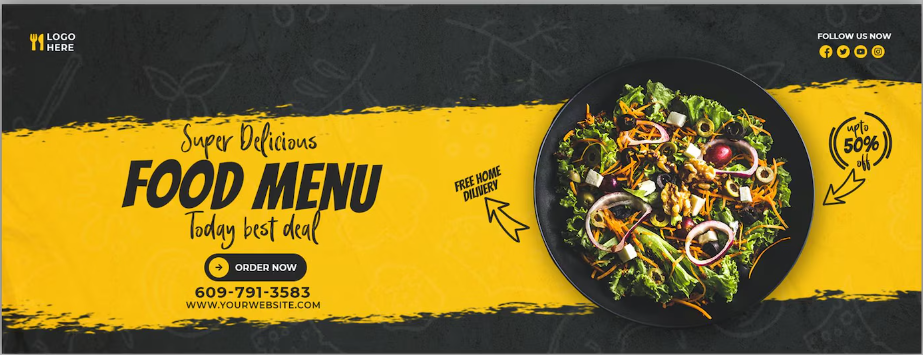 LOGO
HERE
FOLLOW US NOW
Super Delicious
FOOD MENU
Today best deal
ORDER NOW
609-791-3583
WWW.YOURWEBSITE.COM
FREE HOME
DILIVERY
upto
50%
off